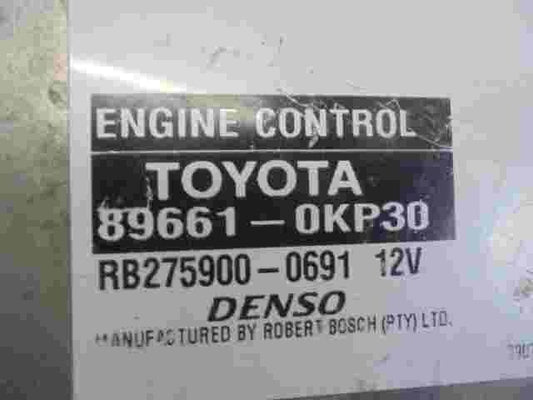 ENGINE CONTROL
TOYOTA
89661-0KP30
RB275900-0691 12V
DENSO
MANUFACTURED BY ROBERT BOSCH (PTY) LTD.